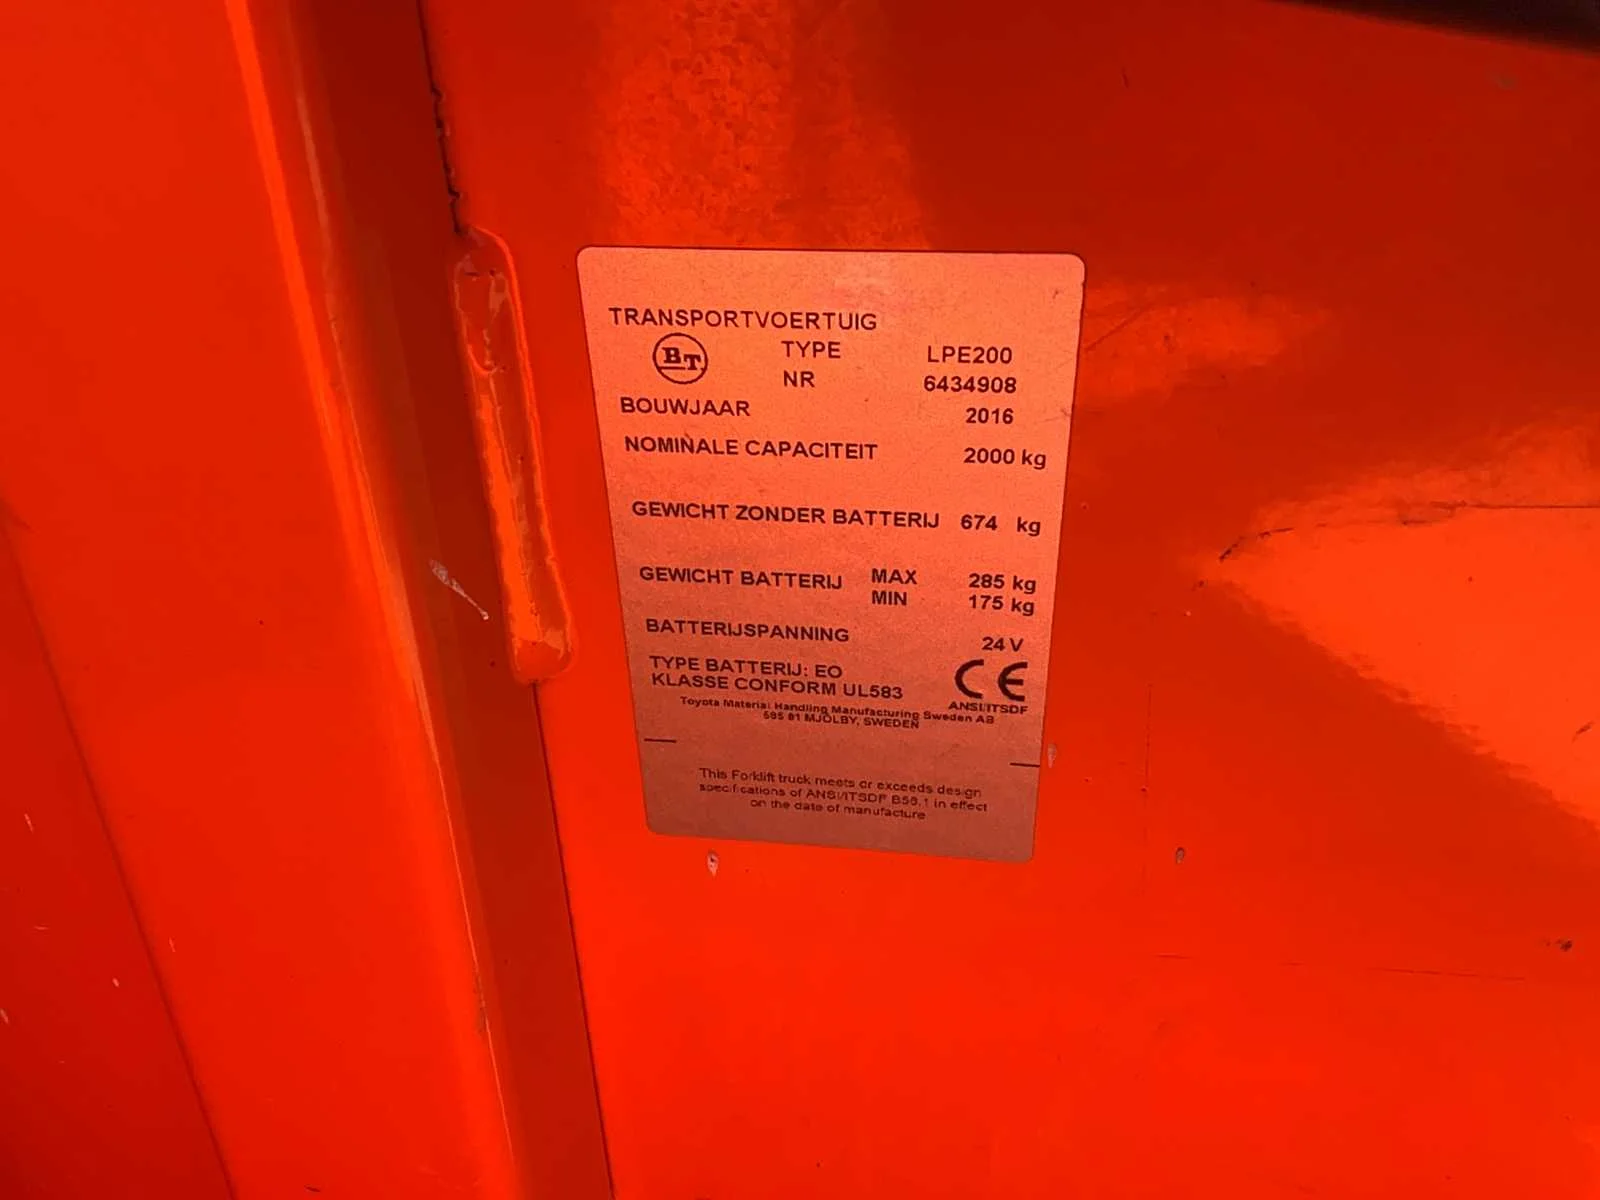 TRANSPORTVOERTUIG
BT
TYPE LPE200
NR 6434908
BOUWJAAR 2016
NOMINALE CAPACITEIT 2000 kg
GEWICHT ZONDER BATTERIJ 674 kg
GEWICHT BATTERIJ MAX 285 kg
MIN 175 kg
BATTERIJSPANNING 24 V
TYPE BATTERIJ: EO
KLASSE CONFORM UL583
CE
ANSI/ITSDF
Toyota Material Handling Manufacturing Sweden AB
595 81 MJÖLBY, SWEDEN
This Forklift truck meets or exceeds design
specifications of ANSI/ITSDF B56.1 in effect
on the date of manufacture